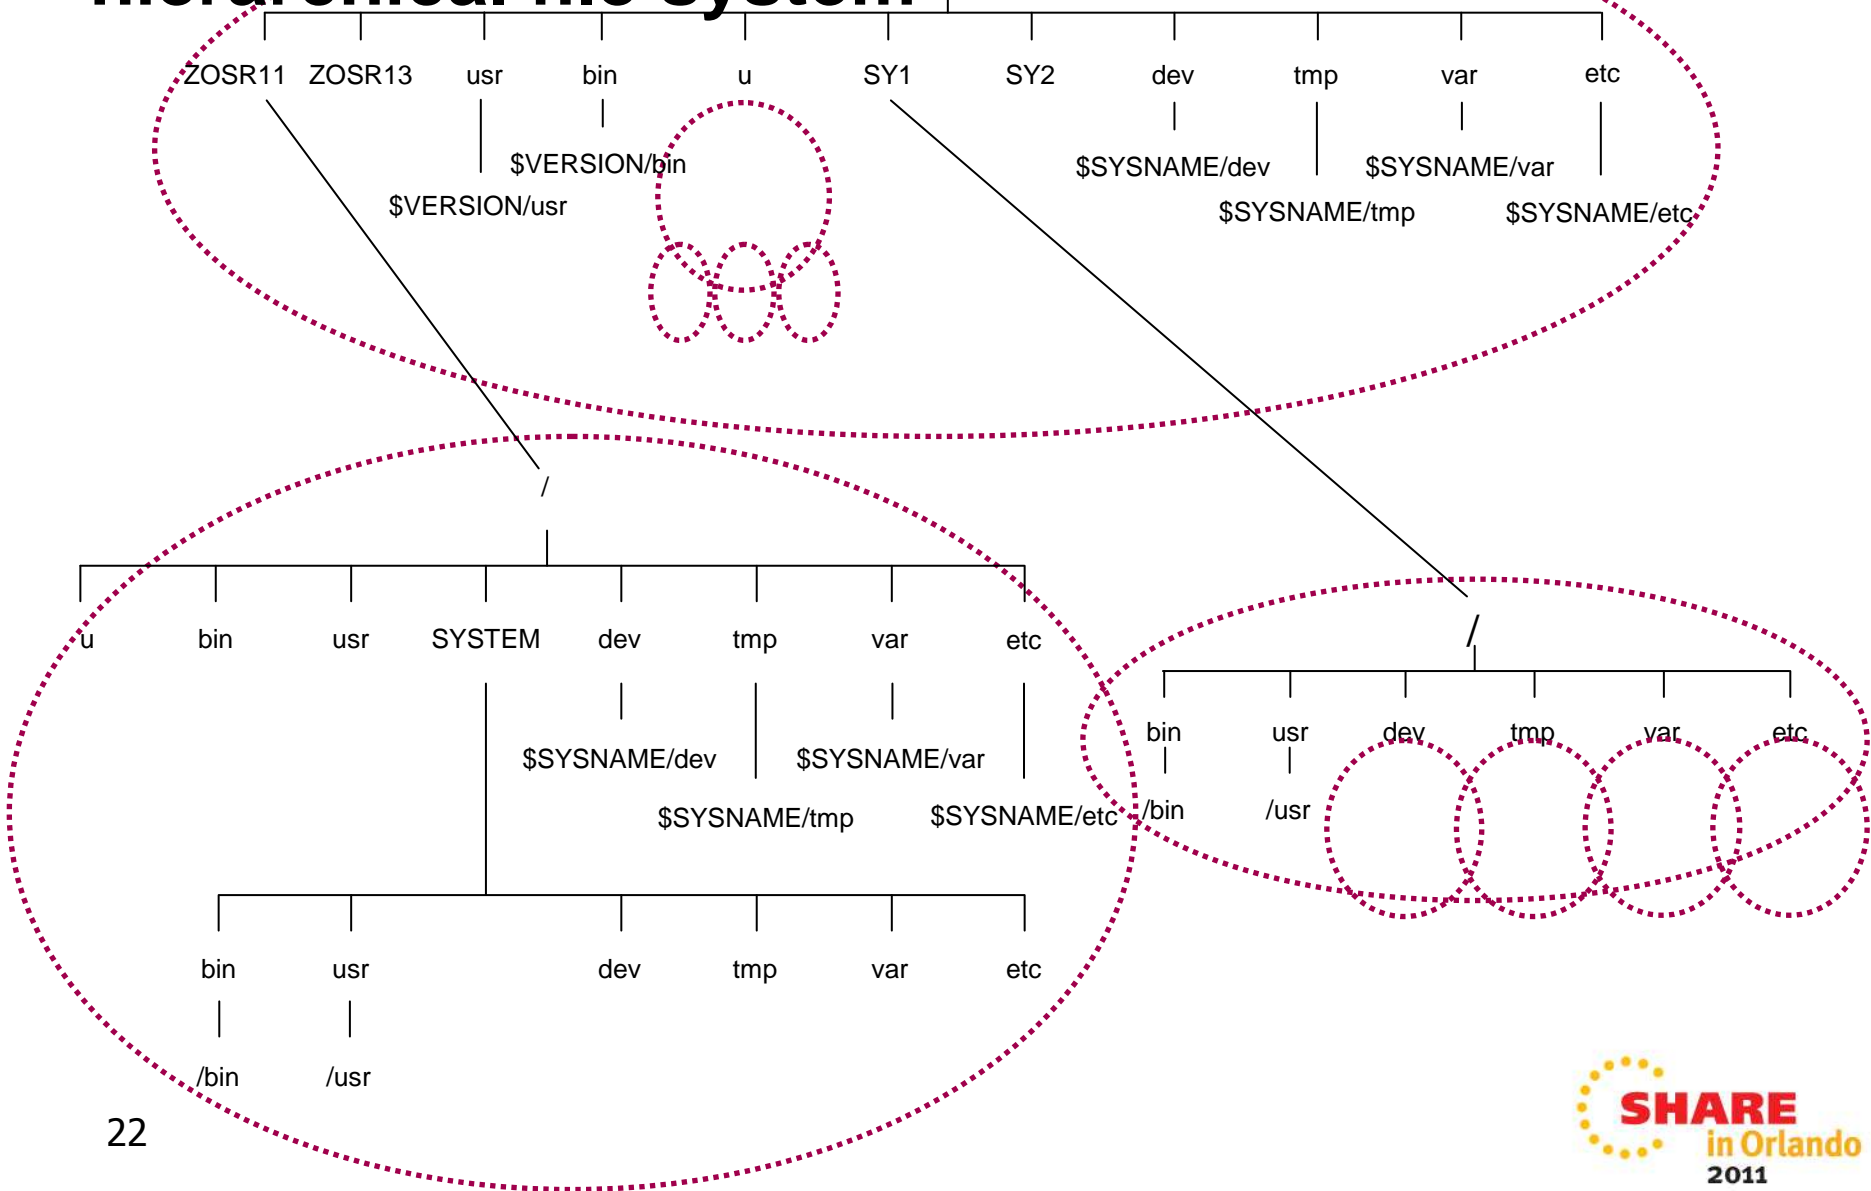 hierarchical file system
ZOSR11 ZOSR13 usr bin u SY1 SY2 dev tmp var etc
$VERSION/bin $SYSNAME/dev $SYSNAME/var
$VERSION/usr $SYSNAME/tmp $SYSNAME/etc
/
/
u bin usr SYSTEM dev tmp var etc
bin usr dev tmp var etc
$SYSNAME/dev $SYSNAME/var
$SYSNAME/tmp $SYSNAME/etc /bin /usr
bin usr dev tmp var etc
/bin /usr
22
SHARE
in Orlando
2011